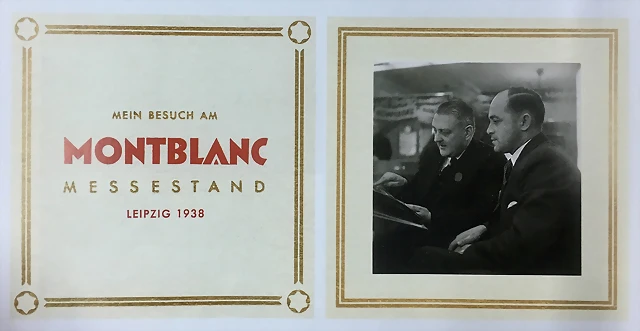 MEIN BESUCH AM
MONTBLANC
MESSESTAND
LEIPZIG 1938